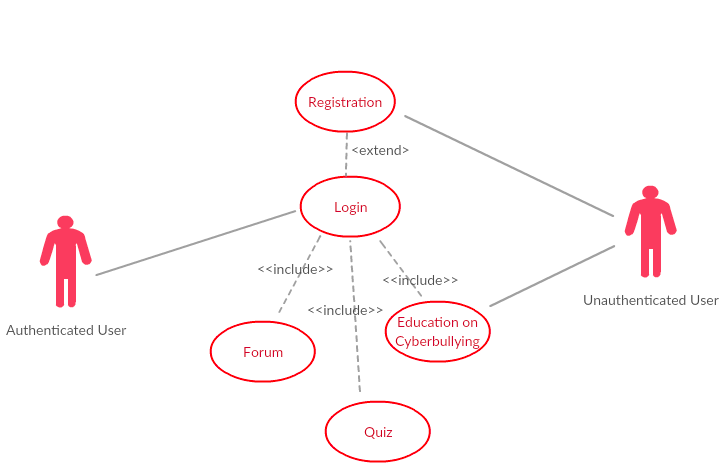 Registration
<extend>
Login
<<include>>
<<include>>
<<include>>
Unauthenticated User
Authenticated User
Education on
Cyberbullying
Forum
Quiz